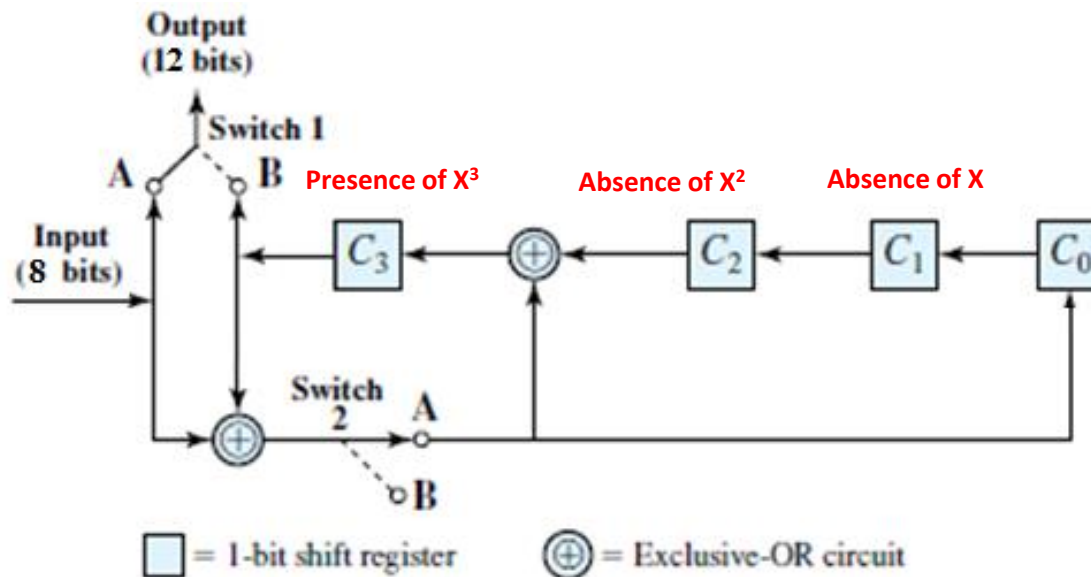 Output
(12 bits)
Switch 1
A
B
Presence of X³
Absence of X²
Absence of X
Input
(8 bits)
C₃
C₂
C₁
C₀
Switch
2
A
B
= 1-bit shift register
= Exclusive-OR circuit